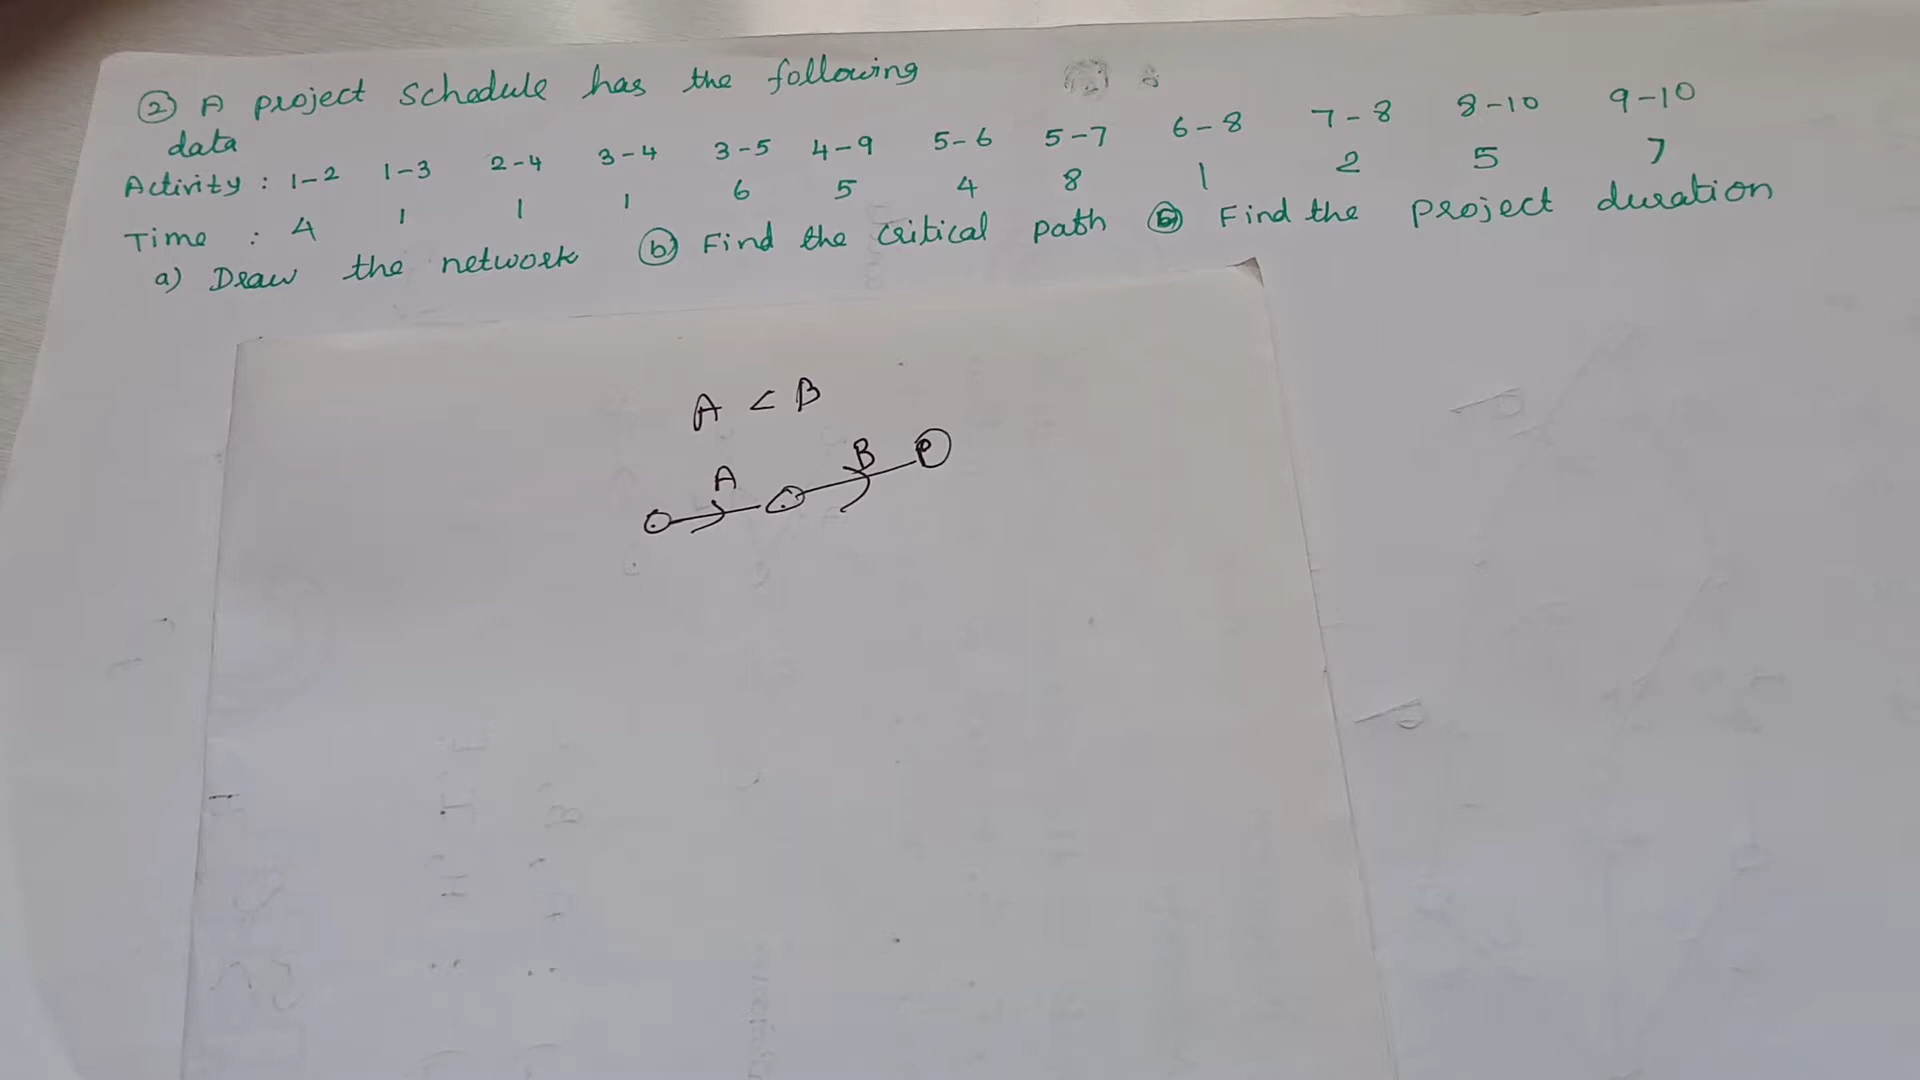 ② A project schedule has the following
data
Activity : 1-2 1-3 2-4 3-4 3-5 4-9 5-6 5-7 6-8 7-8 8-10 9-10
Time : 4 1 1 1 6 5 4 8 1 2 5 7
a) Draw the network ⓑ Find the critical path ⓒ Find the project duration
A < B
A B